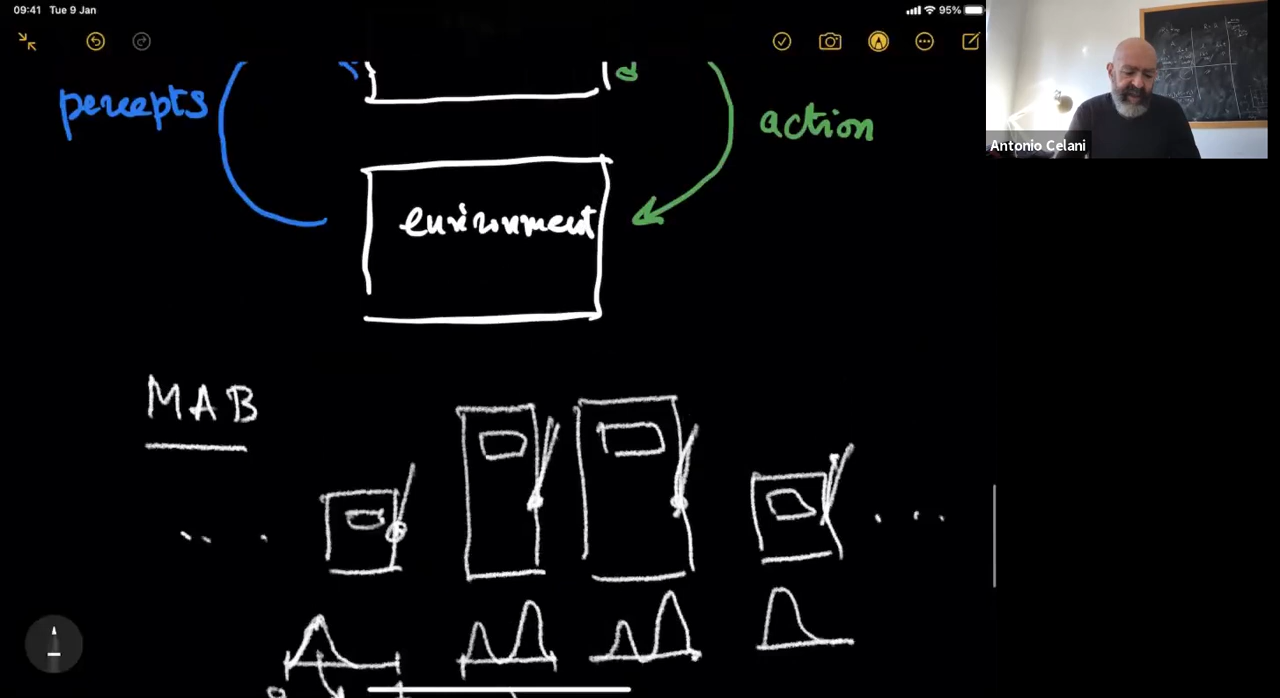 09:41 Tue 9 Jan
95%
percepts
action
environment
MAB
Antonio Celani